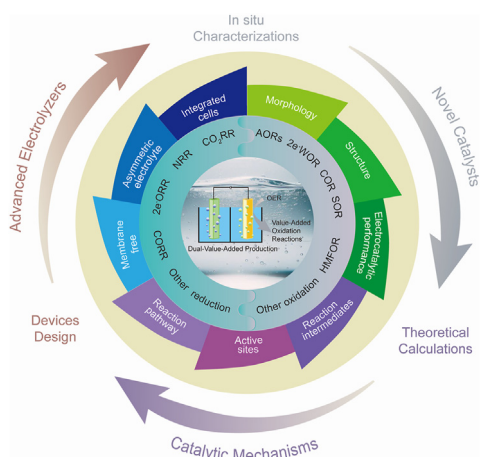 In situ
Characterizations
Novel Catalysts
Theoretical
Calculations
Catalytic Mechanisms
Devices
Design
Advanced Electrolyzers
Integrated
cells
Morphology
Structure
Electrocatalytic
performance
Reaction
intermediates
Active
sites
Reaction
pathway
Membrane
free
Asymmetric
electrolyte
CO₂RR
AORs
2e⁻WOR
COR
SOR
HMFOR
Other oxidation
Other reduction
CORR
2e⁻ORR
NRR
OER
Value-Added
Oxidation
Reactions
Dual-Value-Added Production